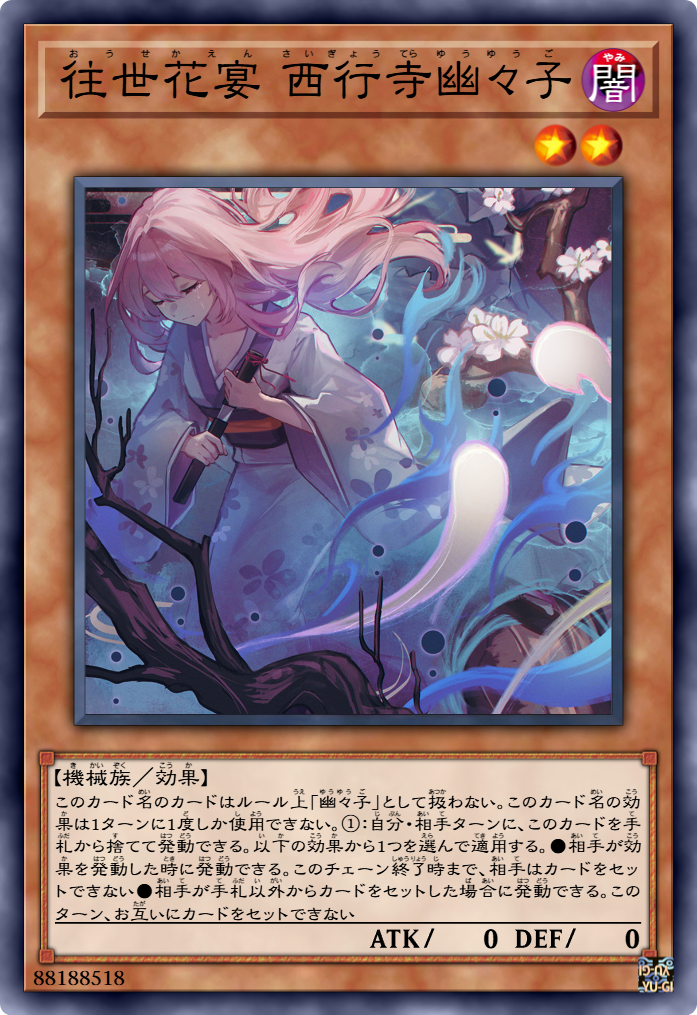 往世花宴 西行寺幽々子
闇
【機械族／効果】
このカード名のカードはルール上「幽々子」として扱わない。このカード名の効
果は1ターンに1度しか使用できない。①：自分・相手ターンに、このカードを手
札から捨てて発動できる。以下の効果から1つを選んで適用する。●相手が効
果を発動した時に発動できる。このチェーン終了時まで、相手はカードをセッ
トできない●相手が手札以外からカードをセットした場合に発動できる。この
ターン、お互いにカードをセットできない
ATK/ 0 DEF/ 0
88188518